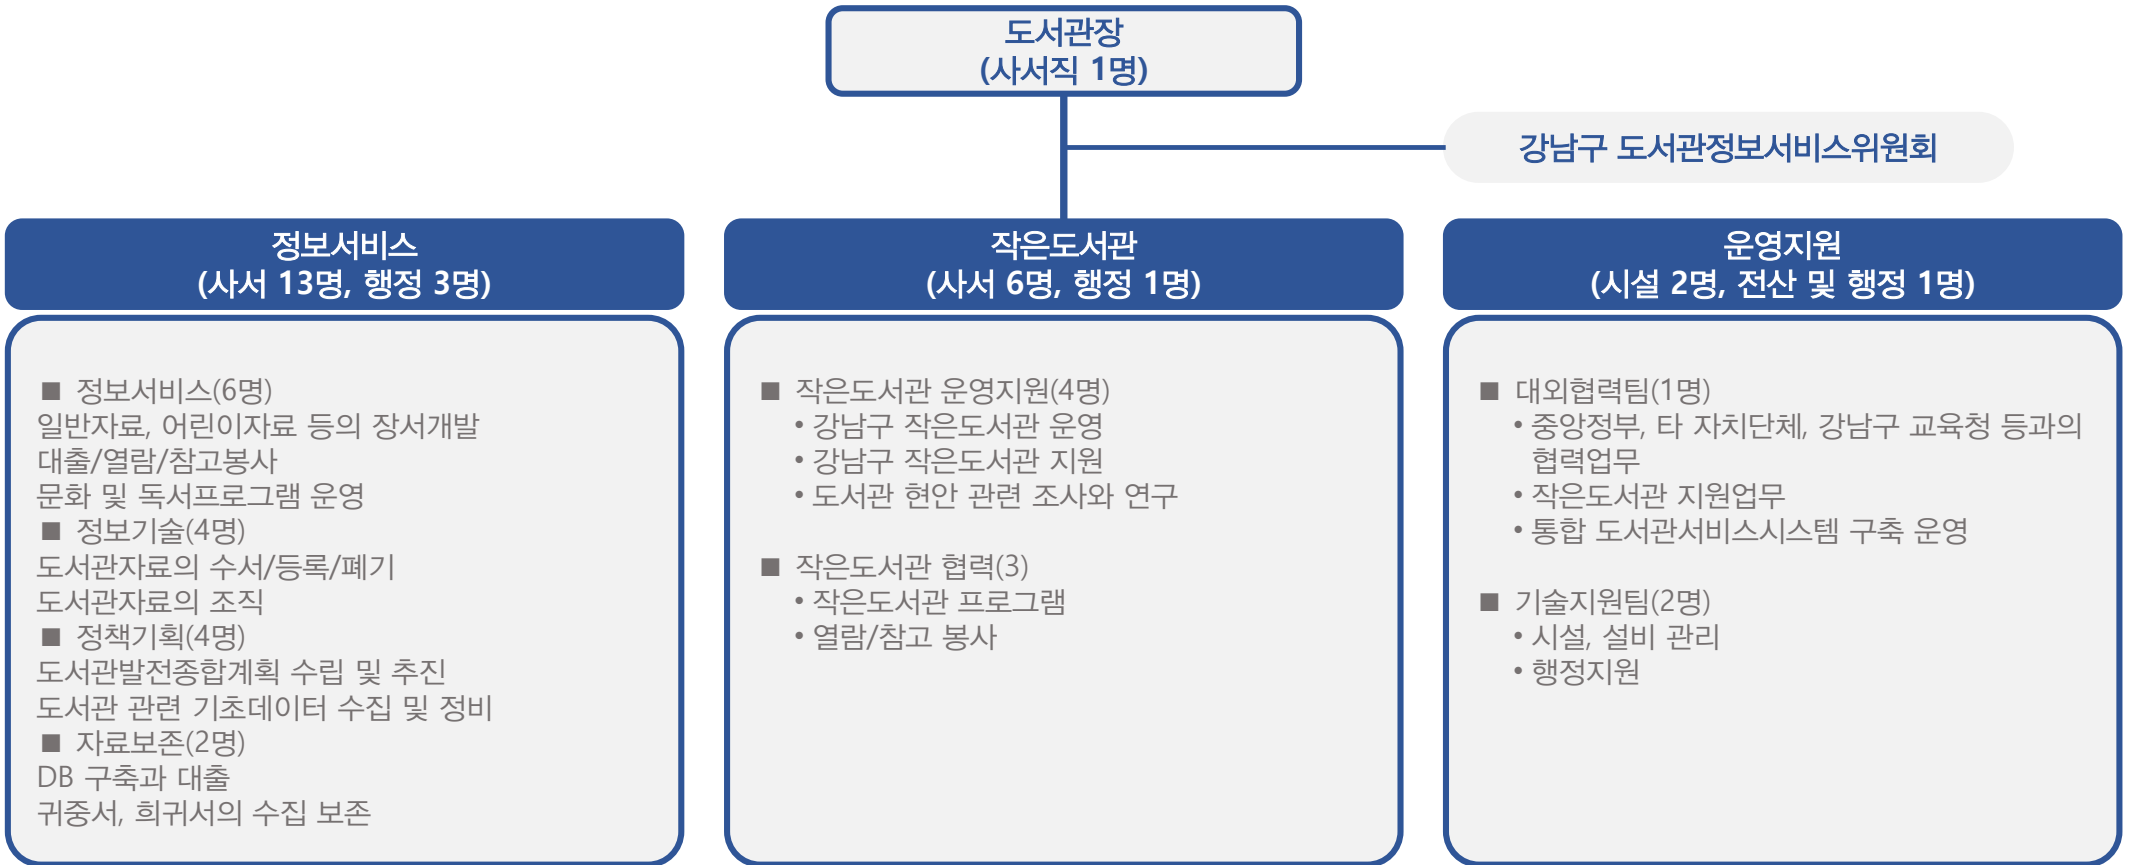 도서관장
(사서직 1명)
강남구 도서관정보서비스위원회
정보서비스
(사서 13명, 행정 3명)
■ 정보서비스(6명)
일반자료, 어린이자료 등의 장서개발
대출/열람/참고봉사
문화 및 독서프로그램 운영
■ 정보기술(4명)
도서관자료의 수서/등록/폐기
도서관자료의 조직
■ 정책기획(4명)
도서관발전종합계획 수립 및 추진
도서관 관련 기초데이터 수집 및 정비
■ 자료보존(2명)
DB 구축과 대출
귀중서, 희귀서의 수집 보존
작은도서관
(사서 6명, 행정 1명)
■ 작은도서관 운영지원(4명)
• 강남구 작은도서관 운영
• 강남구 작은도서관 지원
• 도서관 현안 관련 조사와 연구
■ 작은도서관 협력(3)
• 작은도서관 프로그램
• 열람/참고 봉사
운영지원
(시설 2명, 전산 및 행정 1명)
■ 대외협력팀(1명)
• 중앙정부, 타 자치단체, 강남구 교육청 등과의
협력업무
• 작은도서관 지원업무
• 통합 도서관서비스시스템 구축 운영
■ 기술지원팀(2명)
• 시설, 설비 관리
• 행정지원